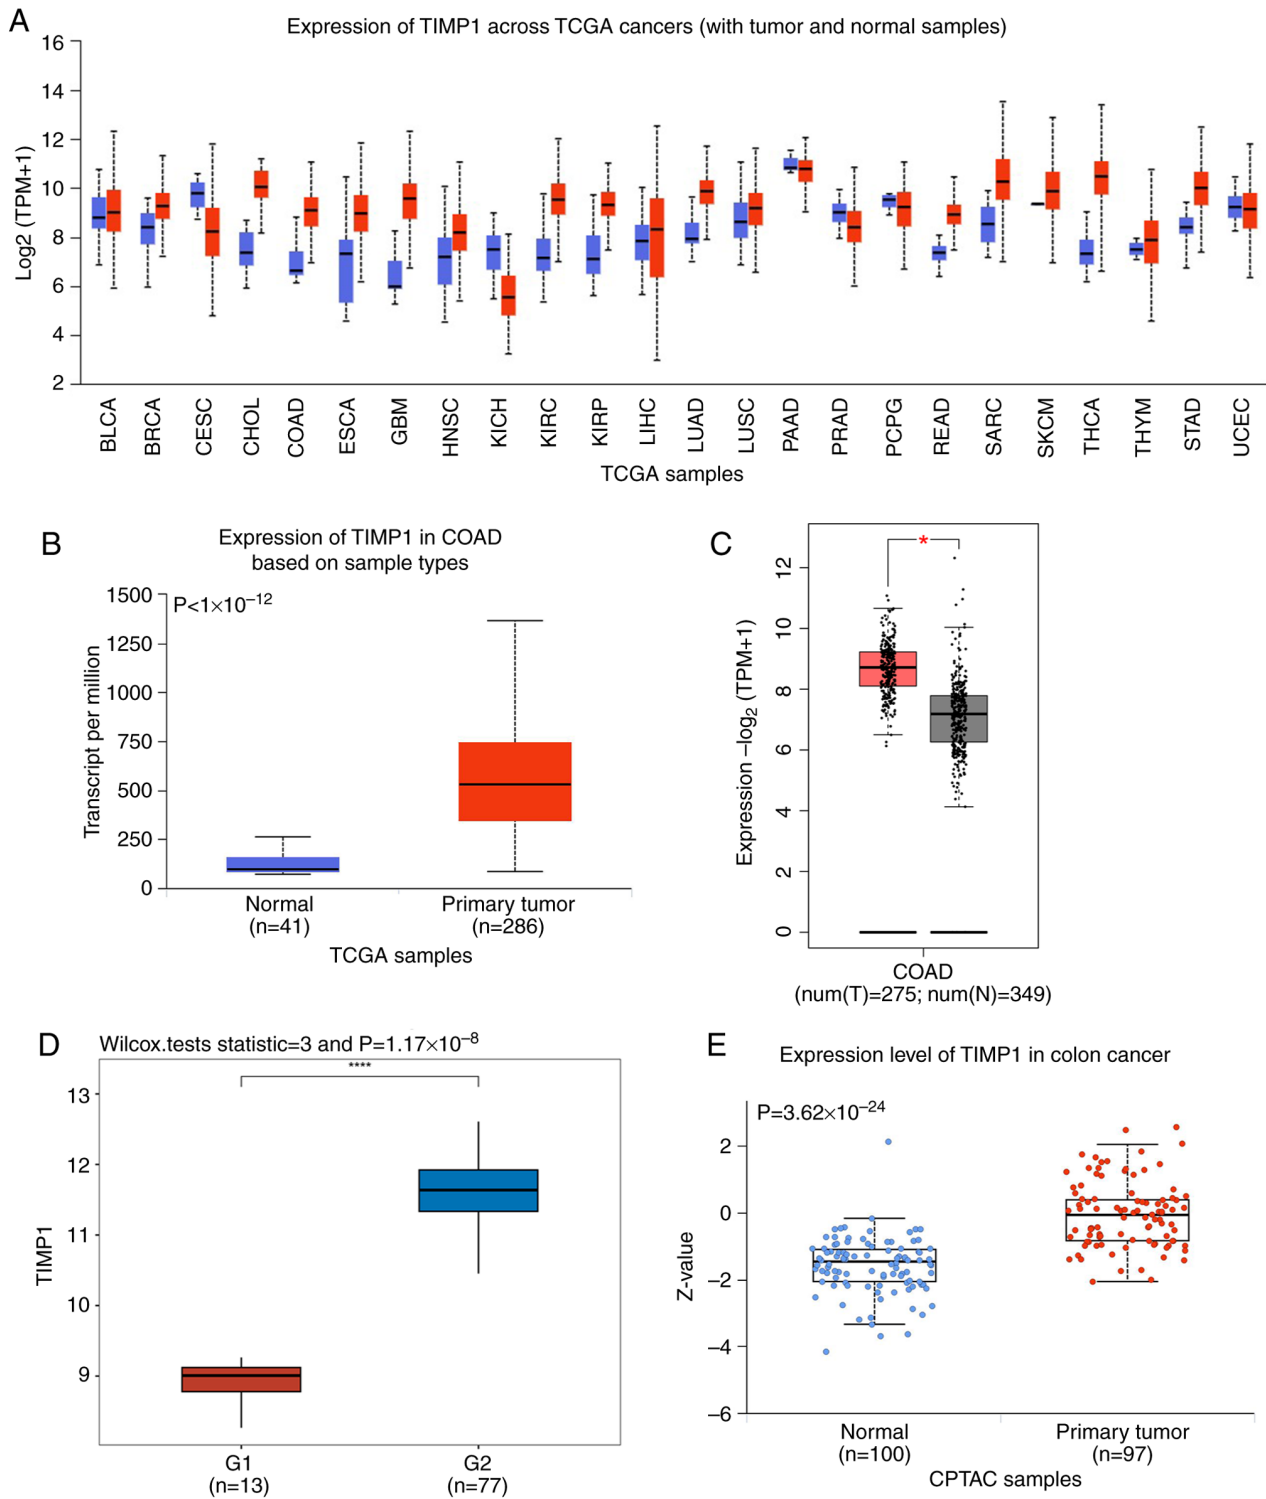 A
Expression of TIMP1 across TCGA cancers (with tumor and normal samples)
Log2 (TPM+1)
16
14
12
10
8
6
4
2
BLCA
BRCA
CESC
CHOL
COAD
ESCA
GBM
HNSC
KICH
KIRC
KIRP
LIHC
LUAD
LUSC
PAAD
PRAD
PCPG
READ
SARC
SKCM
THCA
THYM
STAD
UCEC
TCGA samples
B
Expression of TIMP1 in COAD
based on sample types
P<1×10⁻¹²
Transcript per million
1500
1250
1000
750
500
250
0
Normal
(n=41)
Primary tumor
(n=286)
TCGA samples
C
*
Expression –log₂ (TPM+1)
12
10
8
6
4
2
0
COAD
(num(T)=275; num(N)=349)
D
Wilcox.tests statistic=3 and P=1.17×10⁻⁸
****
TIMP1
13
12
11
10
9
G1
(n=13)
G2
(n=77)
E
Expression level of TIMP1 in colon cancer
P=3.62×10⁻²⁴
Z-value
2
0
–2
–4
–6
Normal
(n=100)
Primary tumor
(n=97)
CPTAC samples